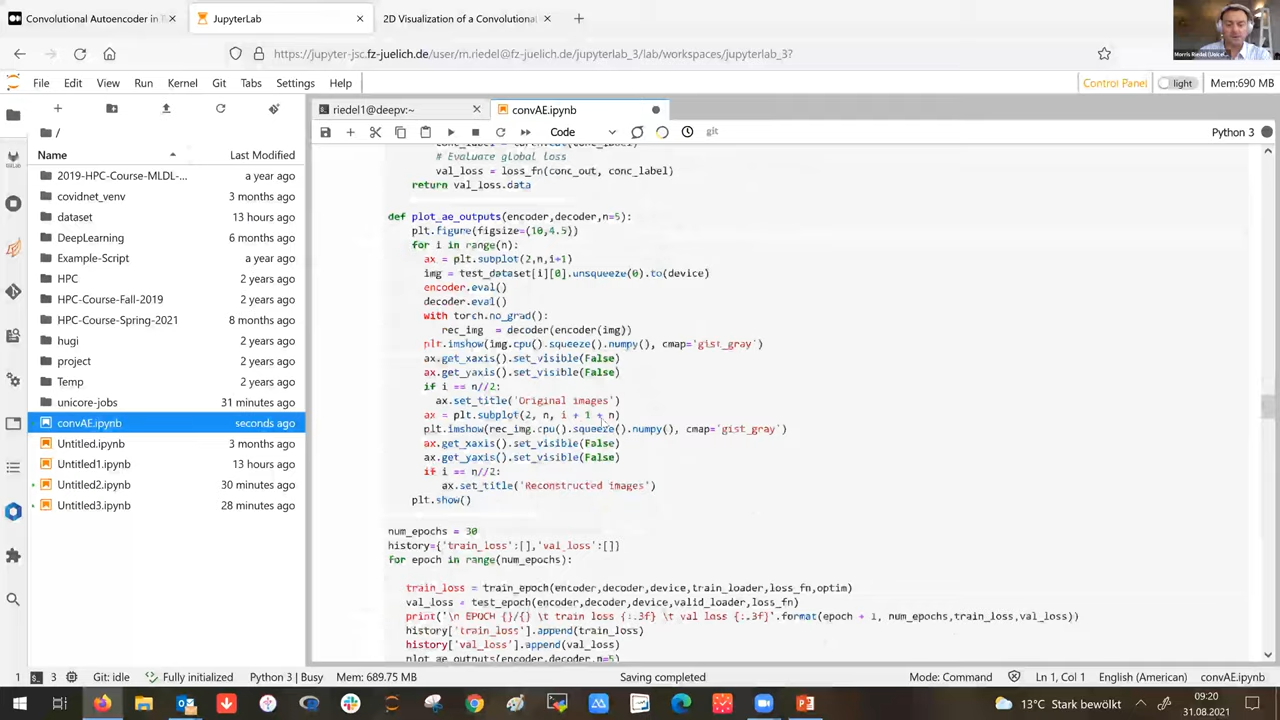 Convolutional Autoencoder in
JupyterLab
2D Visualization of a Convolutional
https://jupyter-jsc.fz-juelich.de/user/m.riedel@fz-juelich.de/jupyterlab_3/lab/workspaces/jupyterlab_3?
Morris Riedel
File Edit View Run Kernel Git Tabs Settings Help
Control Panel light Mem:690 MB
riedel1@deepv:~
convAE.ipynb
Code
git
Python 3
/
Name Last Modified
2019-HPC-Course-MLDL-... a year ago
covidnet_venv 3 months ago
dataset 13 hours ago
DeepLearning 6 months ago
Example-Script a year ago
HPC 2 years ago
HPC-Course-Fall-2019 2 years ago
HPC-Course-Spring-2021 8 months ago
hugi 2 years ago
project 2 years ago
Temp 2 years ago
unicore-jobs 31 minutes ago
convAE.ipynb seconds ago
Untitled.ipynb 3 months ago
Untitled1.ipynb 13 hours ago
Untitled2.ipynb 30 minutes ago
Untitled3.ipynb 28 minutes ago
# Evaluate global loss
val_loss = loss_fn(conc_out, conc_label)
return val_loss.data
def plot_ae_outputs(encoder,decoder,n=5):
plt.figure(figsize=(10,4.5))
for i in range(n):
ax = plt.subplot(2,n,i+1)
img = test_dataset[i][0].unsqueeze(0).to(device)
encoder.eval()
decoder.eval()
with torch.no_grad():
rec_img = decoder(encoder(img))
plt.imshow(img.cpu().squeeze().numpy(), cmap='gist_gray')
ax.get_xaxis().set_visible(False)
ax.get_yaxis().set_visible(False)
if i == n//2:
ax.set_title('Original images')
ax = plt.subplot(2, n, i + 1 + n)
plt.imshow(rec_img.cpu().squeeze().numpy(), cmap='gist_gray')
ax.get_xaxis().set_visible(False)
ax.get_yaxis().set_visible(False)
if i == n//2:
ax.set_title('Reconstructed images')
plt.show()
num_epochs = 30
history={'train_loss':[],'val_loss':[]}
for epoch in range(num_epochs):
train_loss = train_epoch(encoder,decoder,device,train_loader,loss_fn,optim)
val_loss = test_epoch(encoder,decoder,device,valid_loader,loss_fn)
print('\n EPOCH {}/{} \t train loss {:.3f} \t val loss {:.3f}'.format(epoch + 1, num_epochs,train_loss,val_loss))
history['train_loss'].append(train_loss)
history['val_loss'].append(val_loss)
plot_ae_outputs(encoder,decoder,n=5)
1 3 Git: idle Fully initialized Python 3 | Busy Mem: 689.75 MB Saving completed Mode: Command Ln 1, Col 1 English (American) convAE.ipynb
13°C Stark bewölkt
09:20
31.08.2021